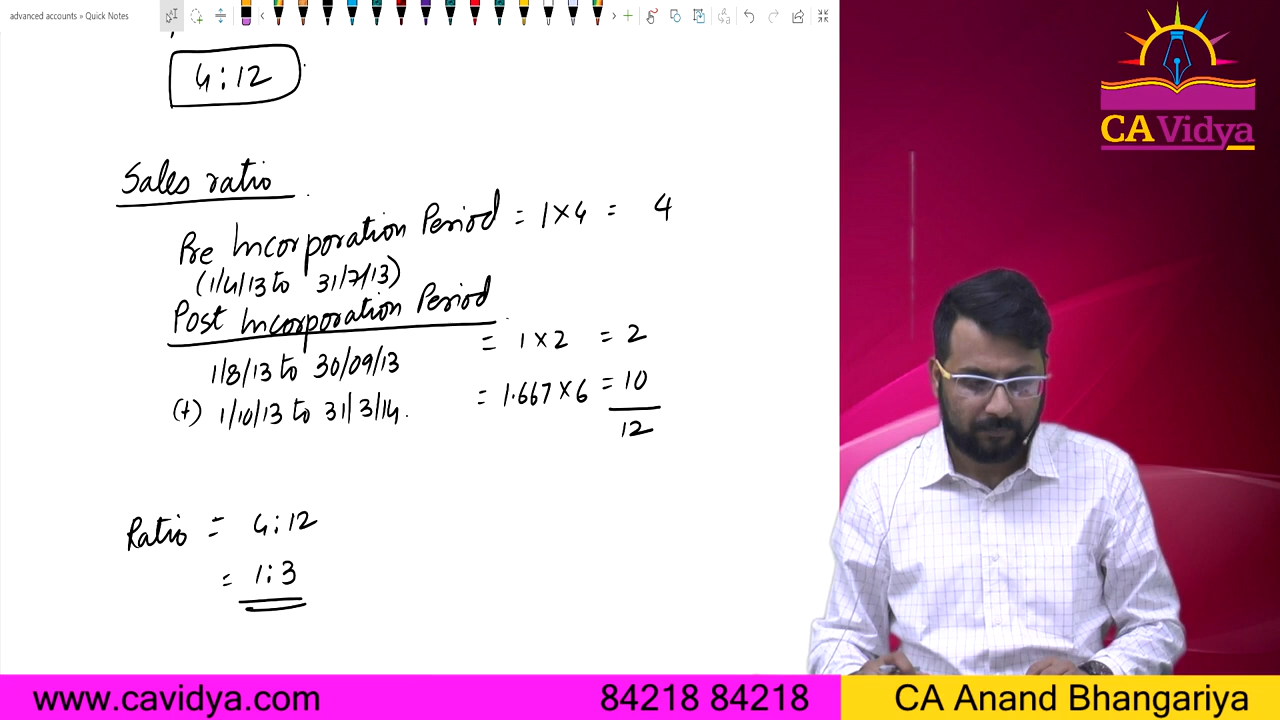 advanced accounts » Quick Notes
4:12
CA Vidya
Sales ratio
Pre Incorporation Period = 1×4 = 4
(1/4/13 to 31/7/13)
Post Incorporation Period
1/8/13 to 30/09/13 = 1×2 = 2
(+) 1/10/13 to 31/3/14. = 1.667×6 = 10
12
Ratio = 4:12
= 1:3
www.cavidya.com 84218 84218 CA Anand Bhangariya